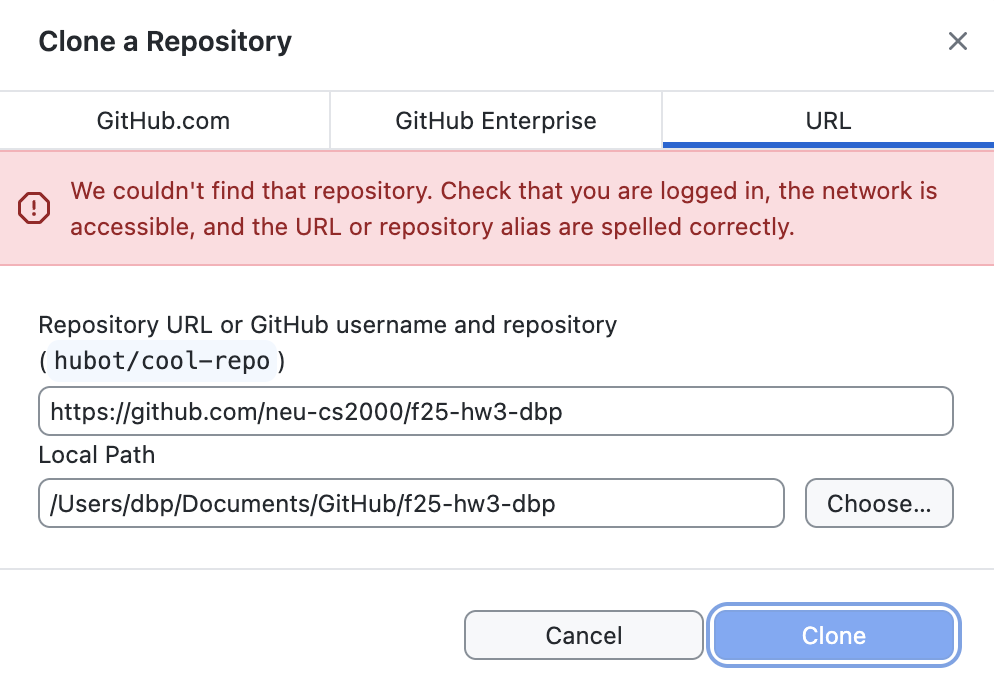 Clone a Repository
GitHub.com
GitHub Enterprise
URL
We couldn't find that repository. Check that you are logged in, the network is
accessible, and the URL or repository alias are spelled correctly.
Repository URL or GitHub username and repository
(hubot/cool-repo)
https://github.com/neu-cs2000/f25-hw3-dbp
Local Path
/Users/dbp/Documents/GitHub/f25-hw3-dbp
Choose...
Cancel
Clone